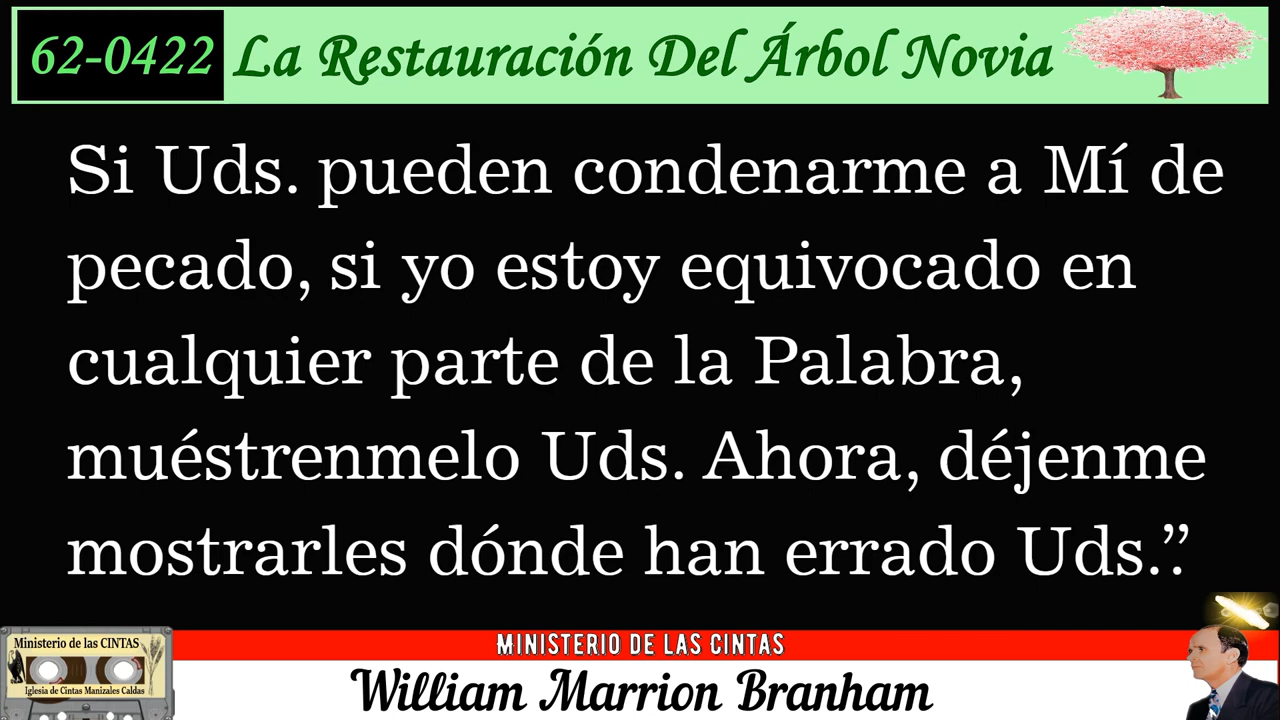 62-0422 La Restauración Del Árbol Novia
Si Uds. pueden condenarme a Mí de
pecado, si yo estoy equivocado en
cualquier parte de la Palabra,
muéstrenmelo Uds. Ahora, déjenme
mostrarles dónde han errado Uds.”
Ministerio de las CINTAS
Iglesia de Cintas Manizales Caldas
MINISTERIO DE LAS CINTAS
William Marrion Branham